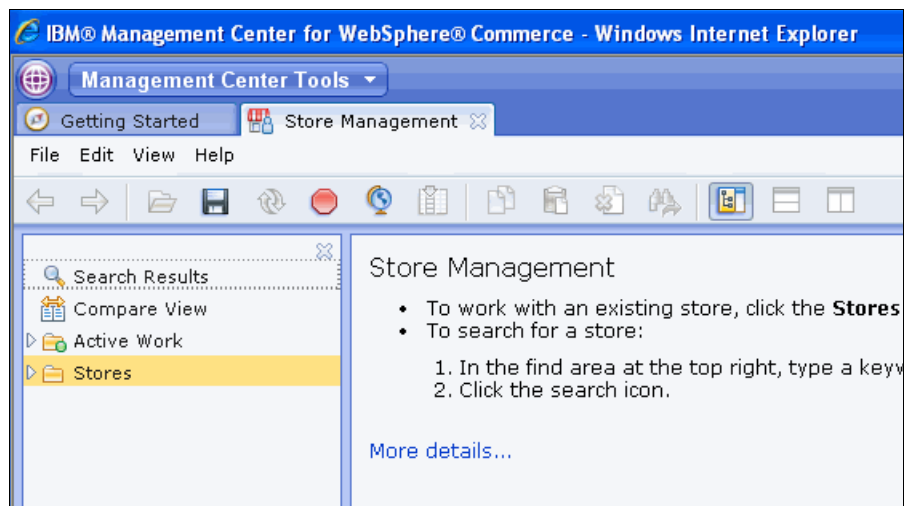 IBM® Management Center for WebSphere® Commerce - Windows Internet Explorer
Management Center Tools
Getting Started
Store Management
File Edit View Help
Search Results
Compare View
Active Work
Stores
Store Management
• To work with an existing store, click the Stores
• To search for a store:
1. In the find area at the top right, type a
2. Click the search icon.
More details...